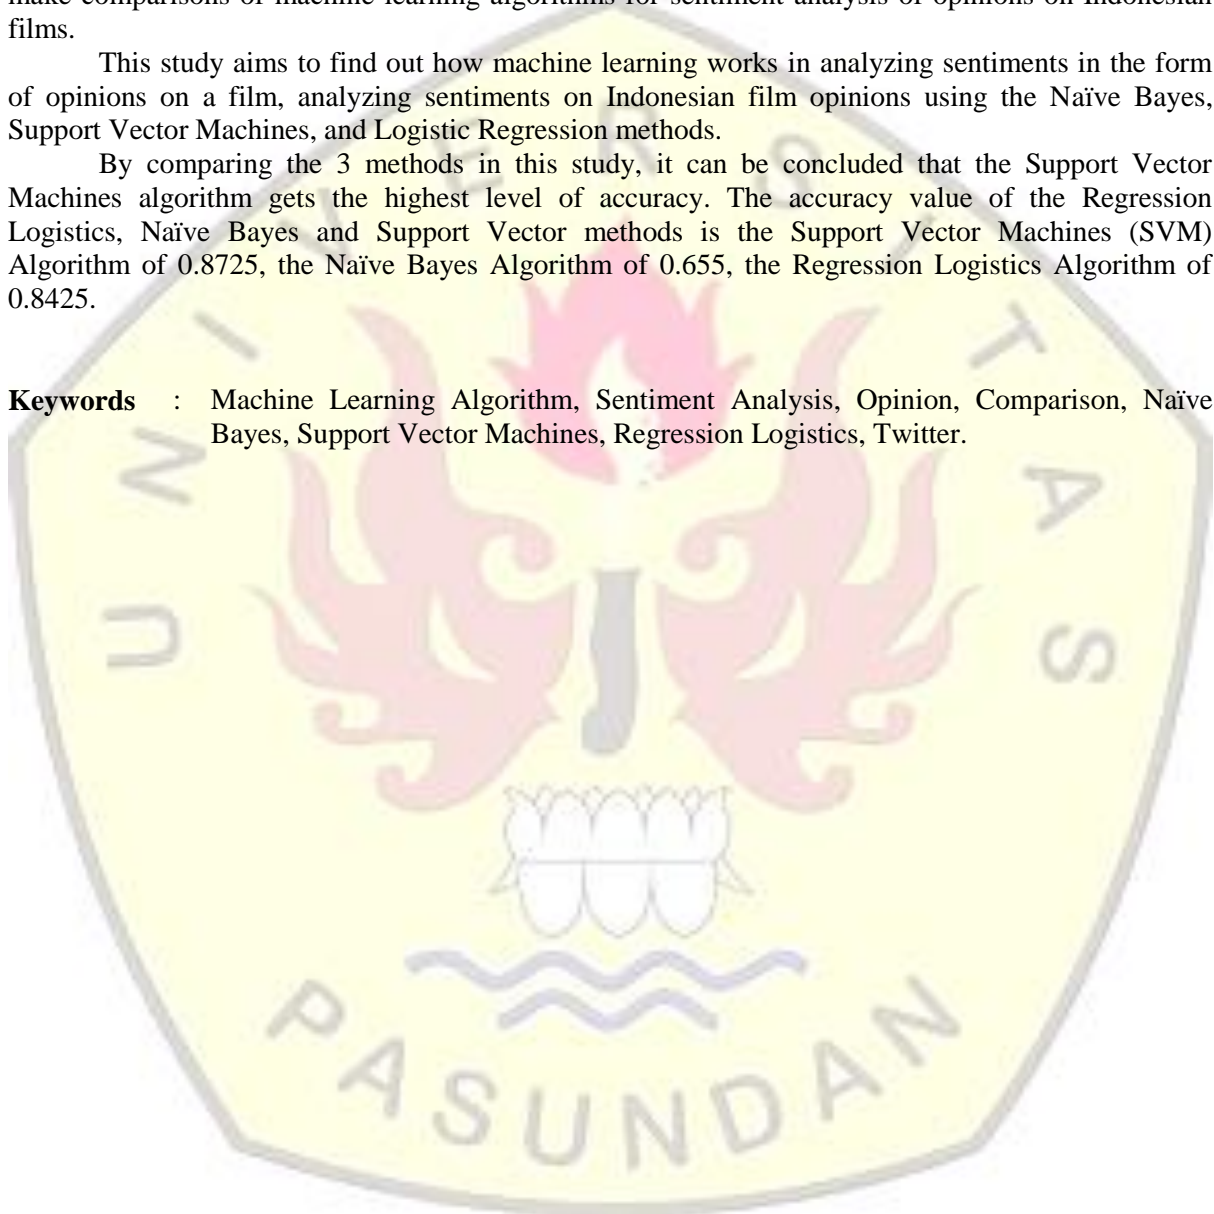 make comparisons of machine learning algorithms for sentiment analysis of opinions on Indonesian
films.
This study aims to find out how machine learning works in analyzing sentiments in the form
of opinions on a film, analyzing sentiments on Indonesian film opinions using the Naïve Bayes,
Support Vector Machines, and Logistic Regression methods.
By comparing the 3 methods in this study, it can be concluded that the Support Vector
Machines algorithm gets the highest level of accuracy. The accuracy value of the Regression
Logistics, Naïve Bayes and Support Vector methods is the Support Vector Machines (SVM)
Algorithm of 0.8725, the Naïve Bayes Algorithm of 0.655, the Regression Logistics Algorithm of
0.8425.
Keywords : Machine Learning Algorithm, Sentiment Analysis, Opinion, Comparison, Naïve
Bayes, Support Vector Machines, Regression Logistics, Twitter.
UNIVERSITAS
PASUNDAN